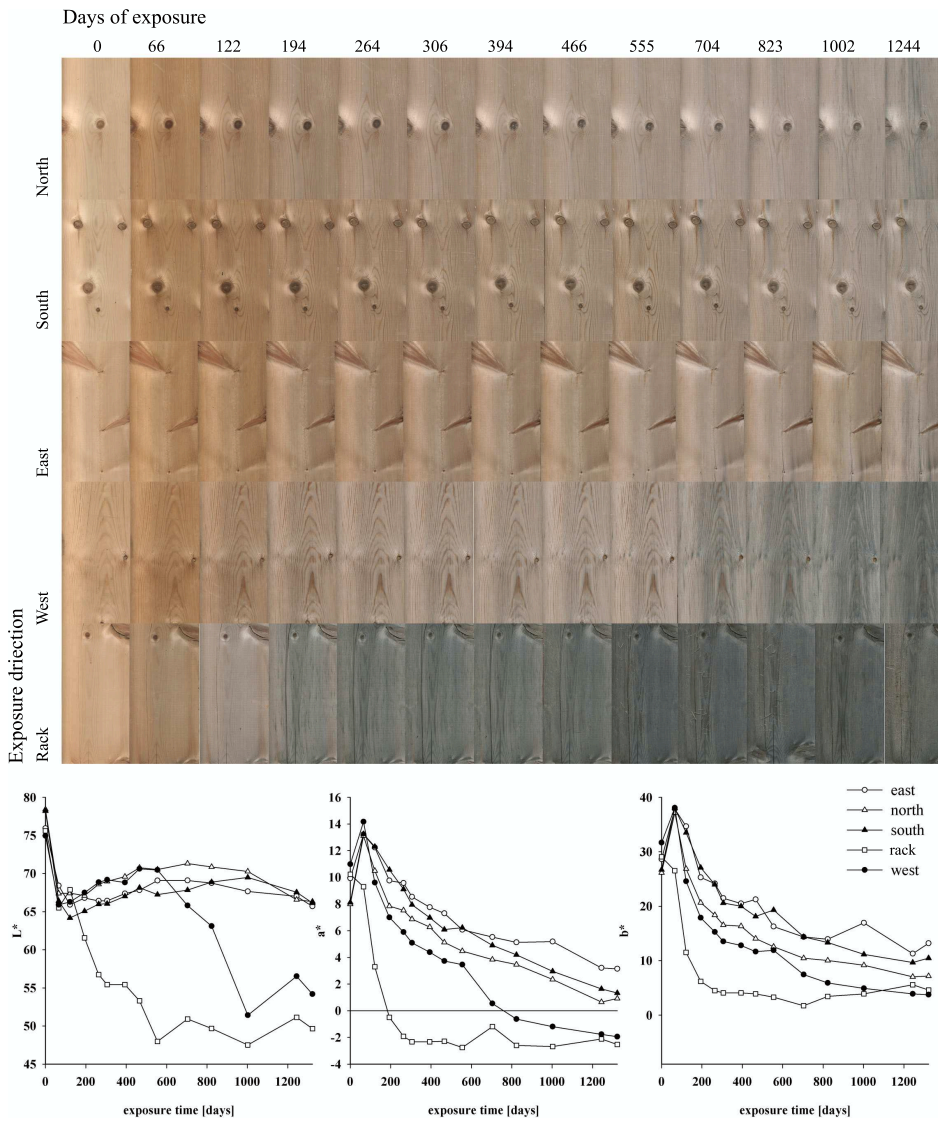 Days of exposure
0 66 122 194 264 306 394 466 555 704 823 1002 1244
North
South
East
West
Rack
Exposure driection
80
75
70
65
60
55
50
45
L*
0 200 400 600 800 1000 1200
exposure time [days]
16
14
12
10
8
6
4
2
0
-2
-4
a*
0 200 400 600 800 1000 1200
exposure time [days]
40
30
20
10
0
b*
0 200 400 600 800 1000 1200
exposure time [days]
east
north
south
rack
west